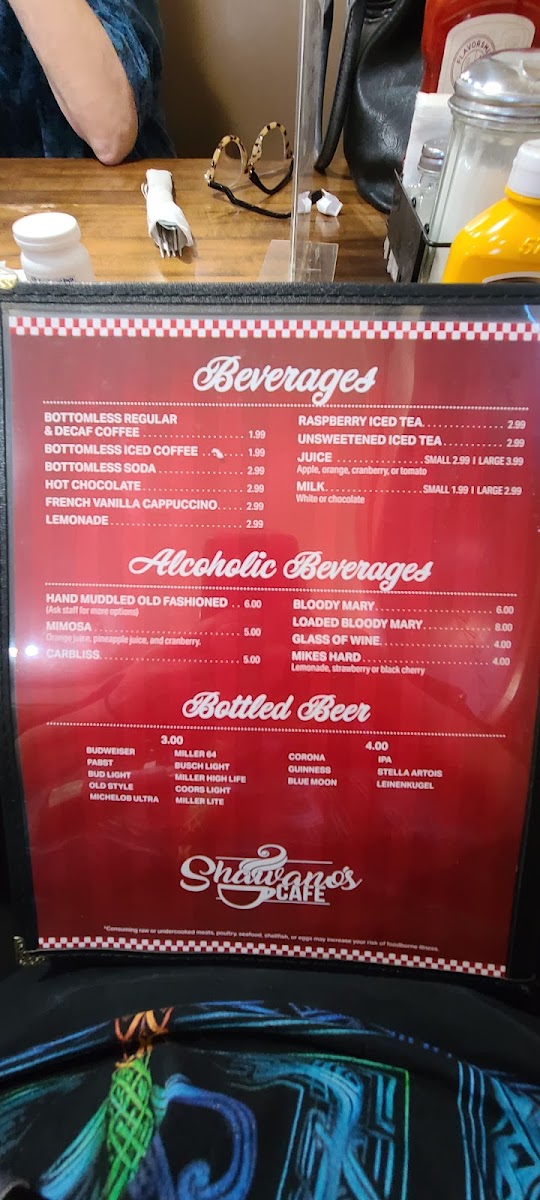 Beverages
BOTTOMLESS REGULAR
& DECAF COFFEE 1.99
BOTTOMLESS ICED COFFEE 1.99
BOTTOMLESS SODA 2.99
HOT CHOCOLATE 2.99
FRENCH VANILLA CAPPUCCINO 2.99
LEMONADE 2.99
RASPBERRY ICED TEA 2.99
UNSWEETENED ICED TEA 2.99
JUICE SMALL 2.99 | LARGE 3.99
Apple, orange, cranberry, or tomato
MILK SMALL 1.99 | LARGE 2.99
White or chocolate
Alcoholic Beverages
HAND MUDDLED OLD FASHIONED 6.00
(Ask staff for more options)
MIMOSA 5.00
Orange juice, pineapple juice, and cranberry.
CARBLISS 5.00
BLOODY MARY 6.00
LOADED BLOODY MARY 8.00
GLASS OF WINE 4.00
MIKES HARD 4.00
Lemonade, strawberry or black cherry
Bottled Beer
3.00
BUDWEISER
PABST
BUD LIGHT
OLD STYLE
MICHELOB ULTRA
MILLER 64
BUSCH LIGHT
MILLER HIGH LIFE
COORS LIGHT
MILLER LITE
4.00
CORONA
GUINNESS
BLUE MOON
IPA
STELLA ARTOIS
LEINENKUGEL
Shawano's
CAFE
*Consuming raw or undercooked meats, poultry, seafood, shellfish, or eggs may increase your risk of foodborne illness.